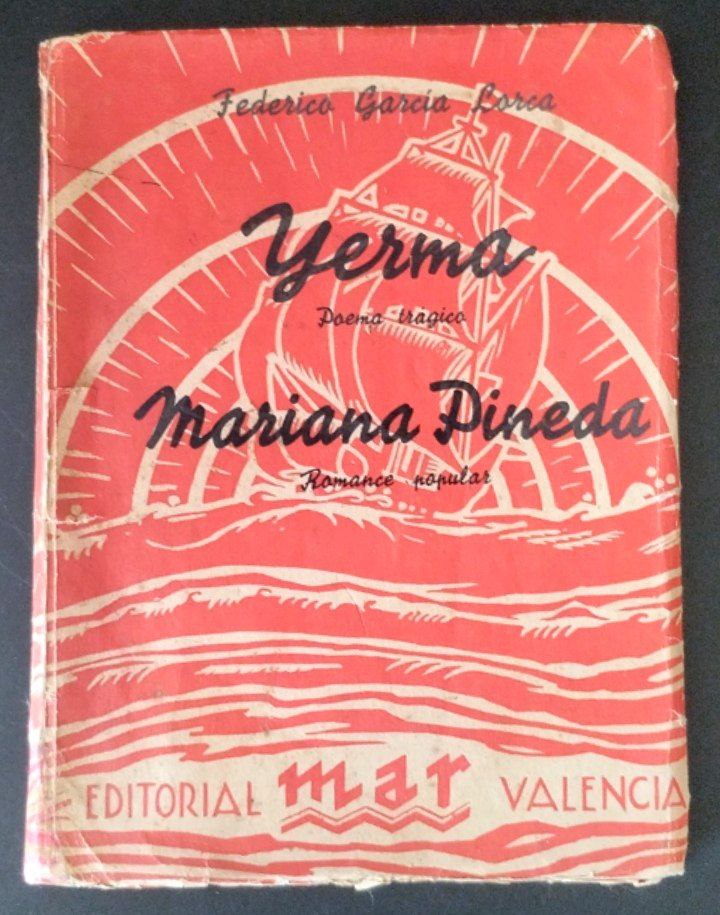 Federico García Lorca
Yerma
Poema trágico
Mariana Pineda
Romance popular
EDITORIAL mar VALENCIA